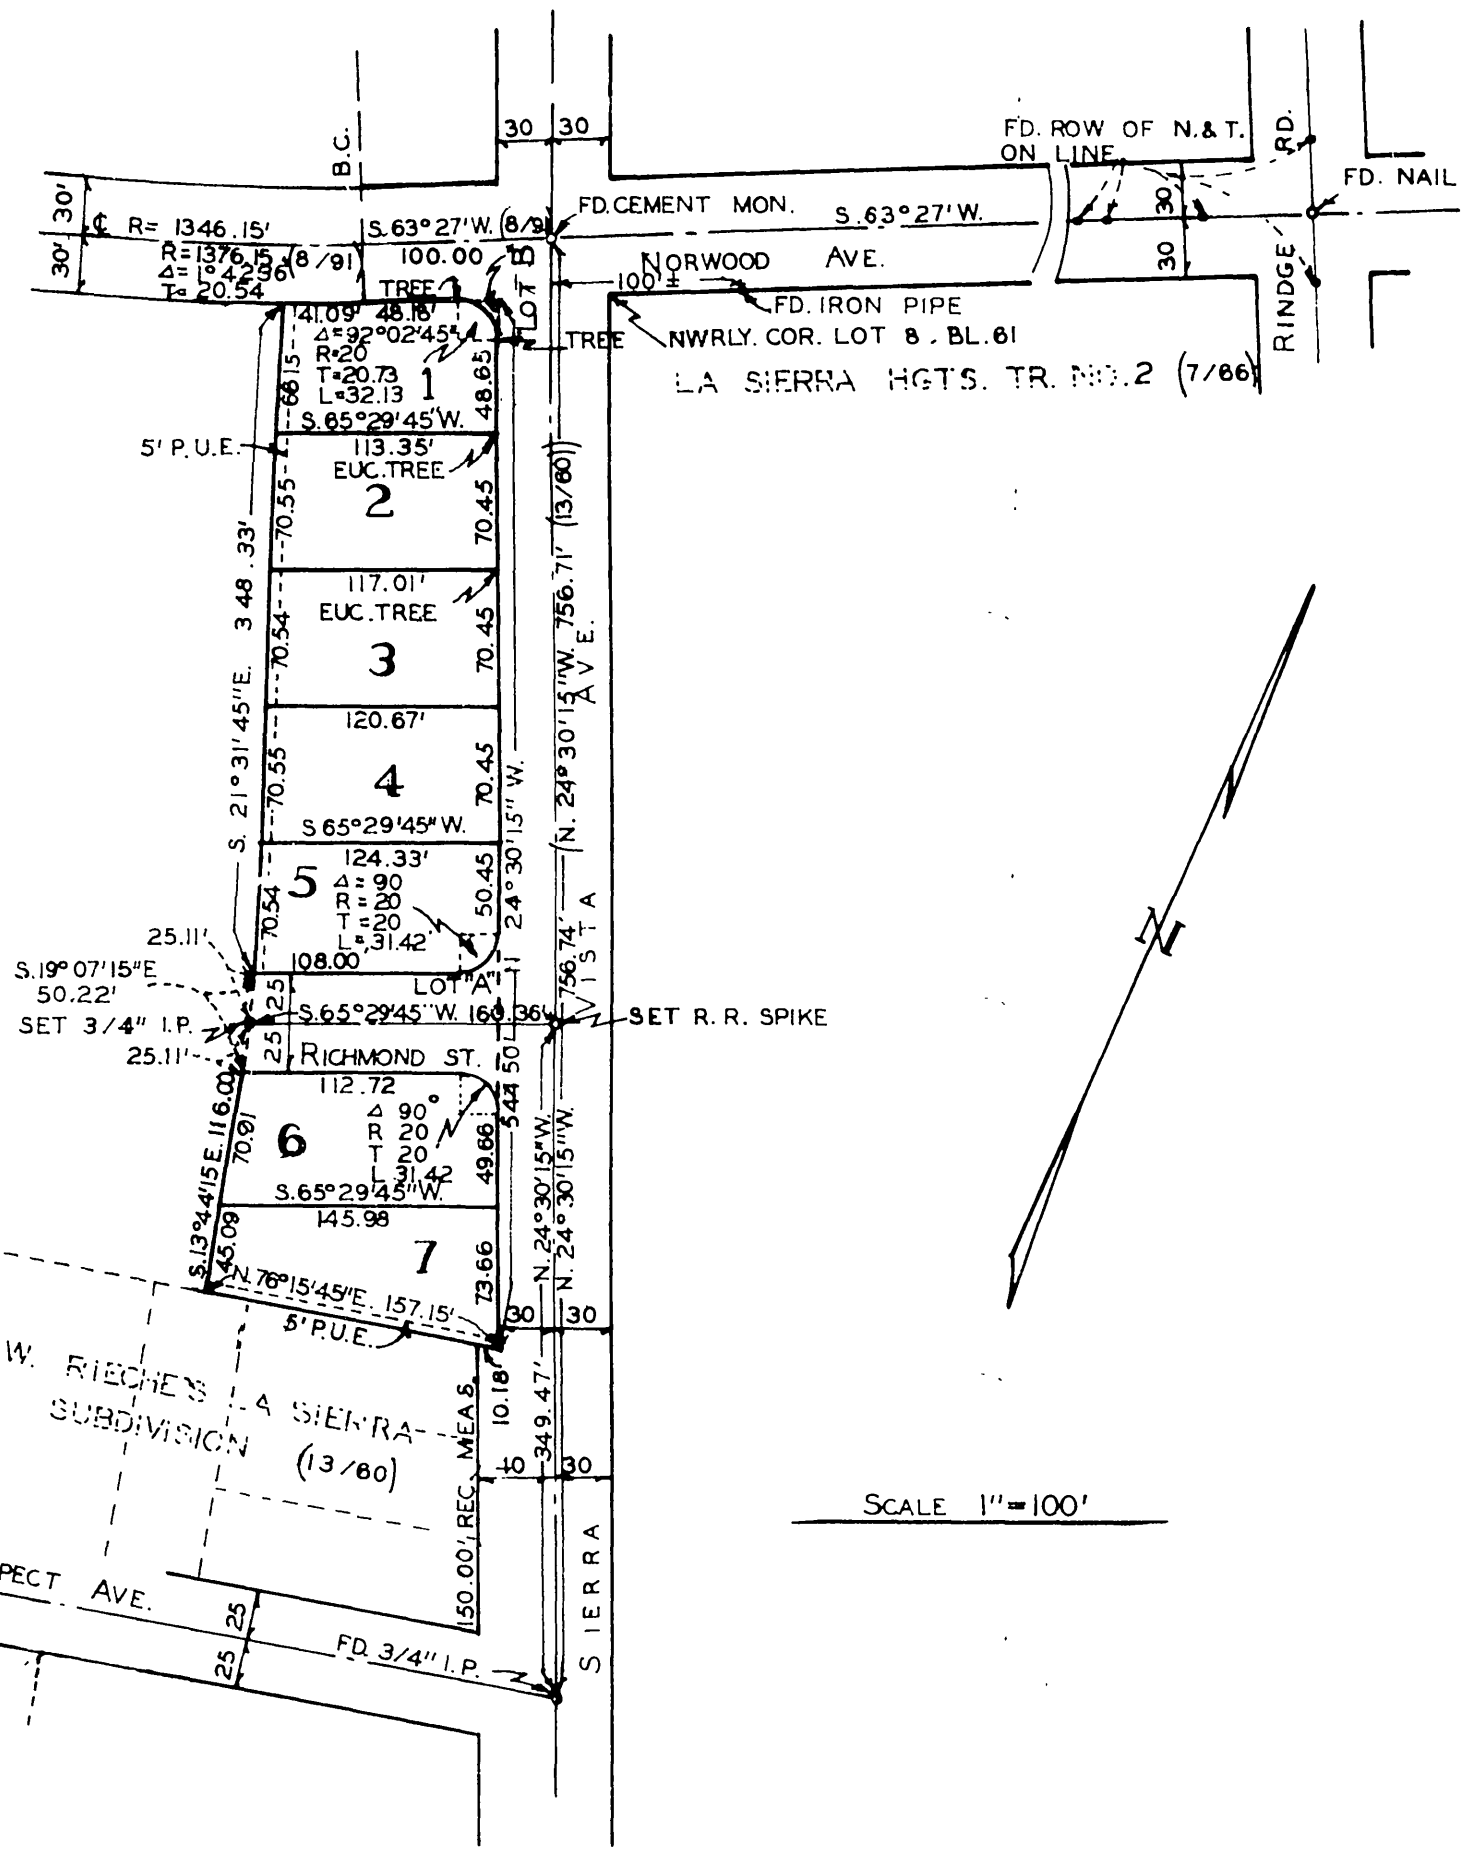 30 30
B.C.
FD. ROW OF N.& T.
ON LINE
RD.
30'
30'
℄ R= 1346.15'
R=1376.15 (8/91)
Δ= 1°42'36"
T= 20.54
S.63°27'W. (8/91)
100.00
FD.CEMENT MON.
S.63°27'W.
30
30
FD. NAIL
RINDGE
NORWOOD AVE.
100'±
FD. IRON PIPE
LOT "B"
TREE
TREE
NWRLY. COR. LOT 8, BL.61
LA SIERRA HGTS. TR. NO.2 (7/66)
41.09' 48.16'
Δ=92°02'45"
R=20
T=20.73
L=32.13
1
68.15
48.65
S.65°29'45"W.
113.35'
5' P.U.E.
EUC.TREE
2
70.55
70.45
117.01'
EUC.TREE
3
70.54
70.45
120.67'
4
70.55
70.45
S.65°29'45"W.
124.33'
5
Δ=90
R=20
T=20
L=31.42'
70.54
50.45
108.00'
LOT "A"
S. 21°31'45"E. 348.33'
N 24°30'15" W.
544.50
(N. 24°30'15"W. 756.71' (13/60))
756.74'
SIERRA VISTA AVE.
25.11'
S.19°07'15"E
50.22'
SET 3/4" I.P.
25.11'
25
25
S.65°29'45"W. 160.36'
SET R. R. SPIKE
RICHMOND ST.
112.72
6
Δ 90°
R 20
T 20
L 31.42
70.91
49.66
S.65°29'45"W.
145.98
7
S.13°44'15E. 116.00
45.09
73.66
N.76°15'45"E. 157.15'
5' P.U.E.
N. 24°30'15"W.
N. 24°30'15"W.
349.47'
30 30
10.18'
40 30
150.00' REC. MEAS.
W. RIECHE'S LA SIERRA
SUBDIVISION
(13/60)
PECT AVE.
25
25
FD. 3/4" I.P.
N
SCALE 1"=100'